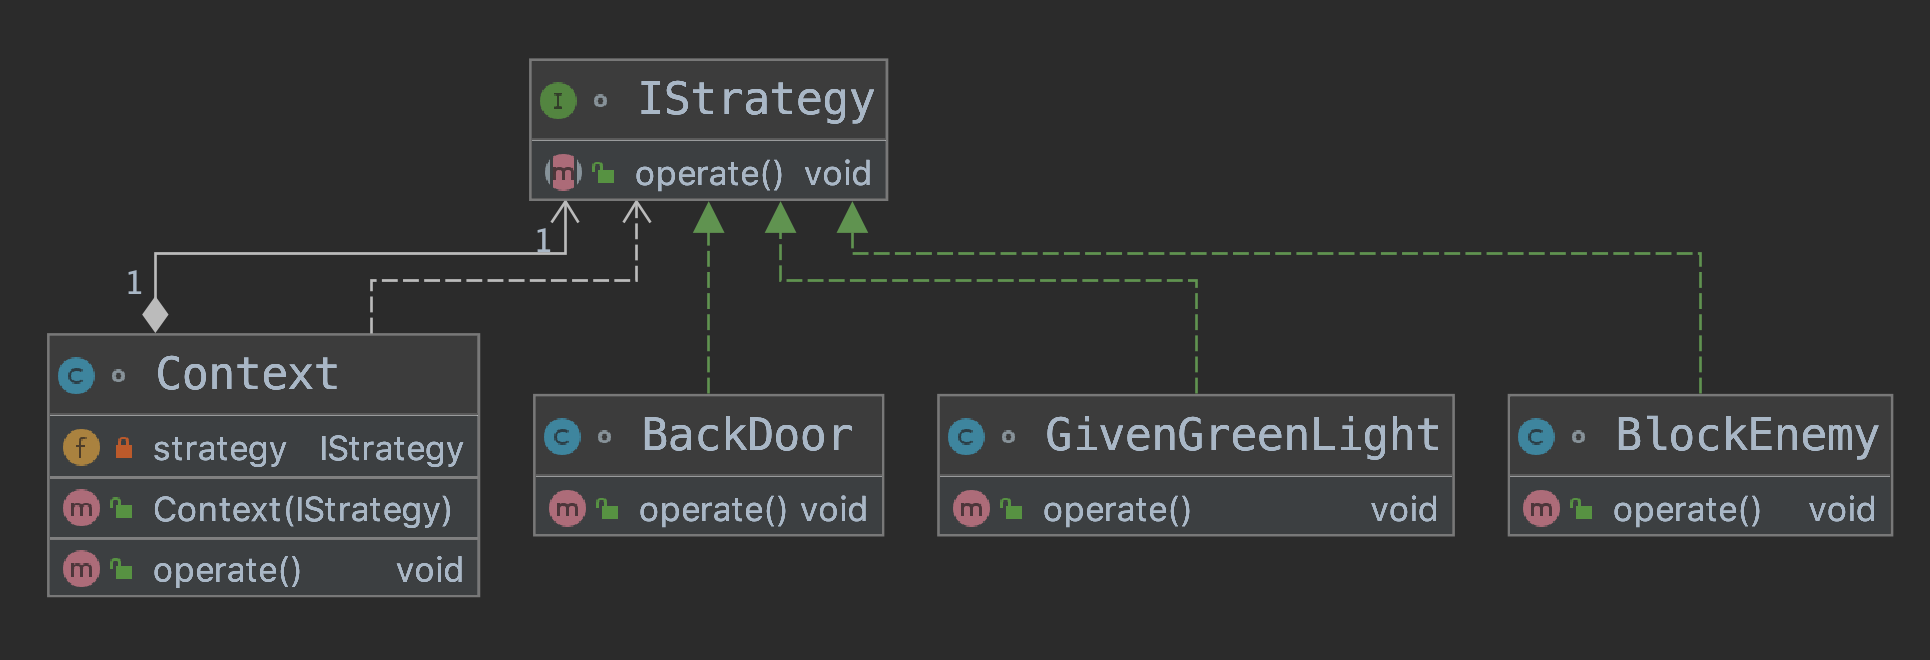 I IStrategy
m operate() void
1
1
C Context
f strategy IStrategy
m Context(IStrategy)
m operate() void
C BackDoor
m operate() void
C GivenGreenLight
m operate() void
C BlockEnemy
m operate() void